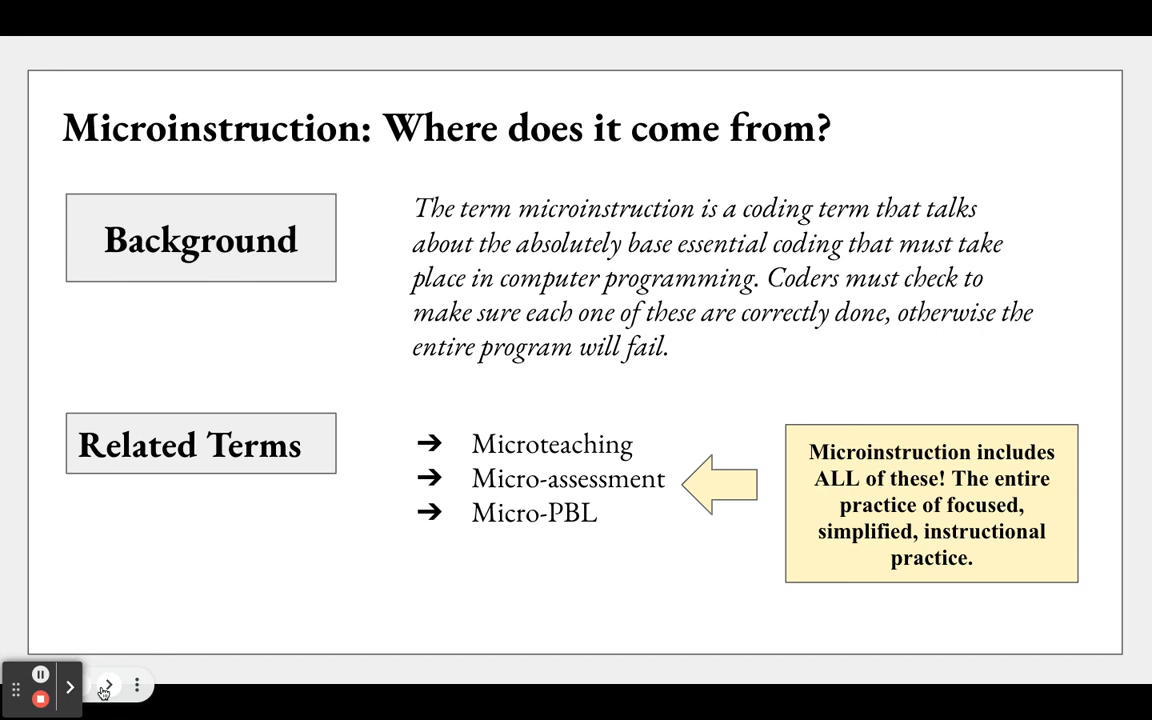 Microinstruction: Where does it come from?
Background
The term microinstruction is a coding term that talks
about the absolutely base essential coding that must take
place in computer programming. Coders must check to
make sure each one of these are correctly done, otherwise the
entire program will fail.
Related Terms
➔ Microteaching
➔ Micro-assessment
➔ Micro-PBL
Microinstruction includes
ALL of these! The entire
practice of focused,
simplified, instructional
practice.